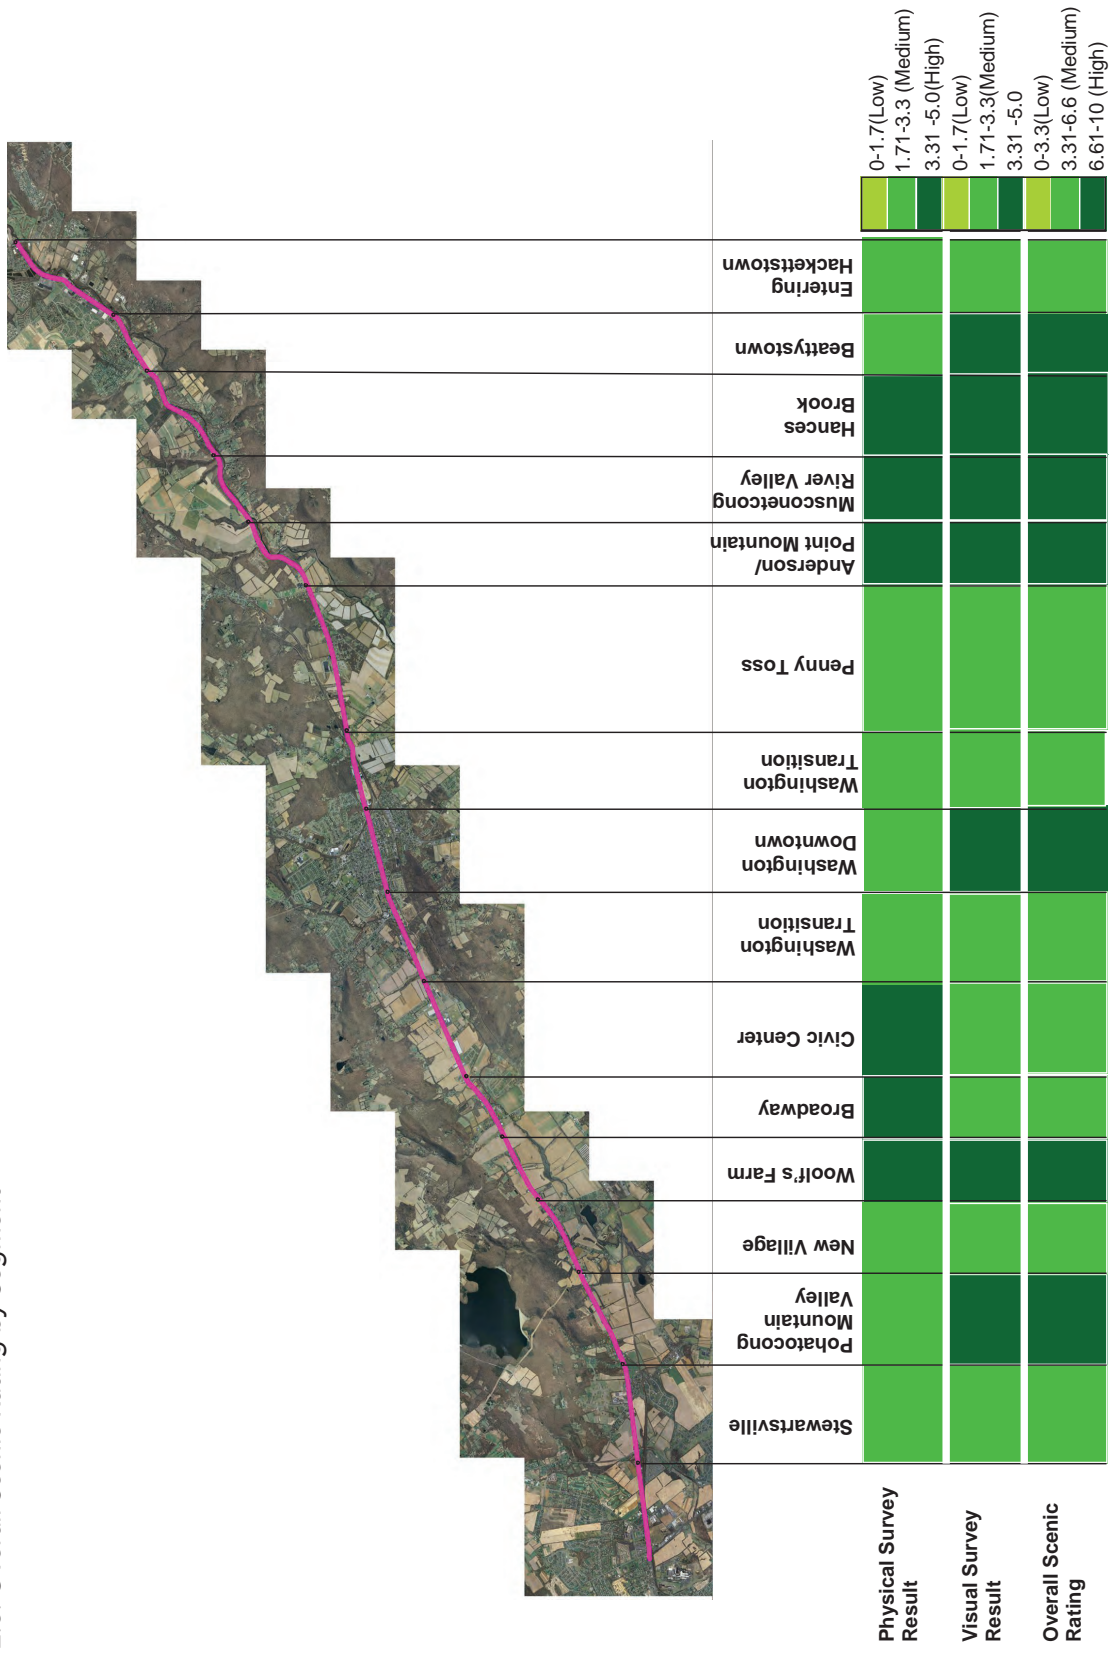 0-1.7(Low)
1.71-3.3 (Medium)
3.31 -5.0(High)
0-1.7(Low)
1.71-3.3(Medium)
3.31 -5.0
0-3.3(Low)
3.31-6.6 (Medium)
6.61-10 (High)
Stewartsville
Pohatocong
Mountain
Valley
New Village
Woolf's Farm
Broadway
Civic Center
Washington
Transition
Washington
Downtown
Washington
Transition
Penny Toss
Anderson/
Point Mountain
Musconetcong
River Valley
Hances
Brook
Beattystown
Entering
Hackettstown
Physical Survey
Result
Visual Survey
Result
Overall Scenic
Rating